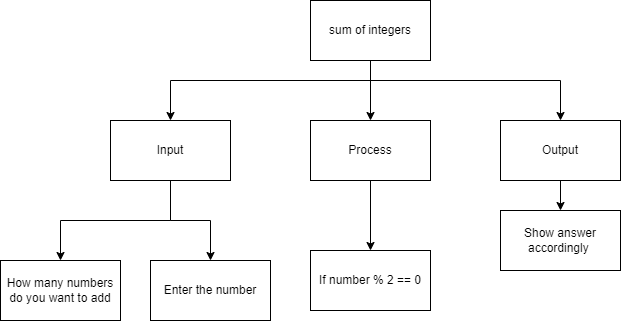 sum of integers
Input
Process
Output
How many numbers
do you want to add
Enter the number
If number % 2 == 0
Show answer
accordingly